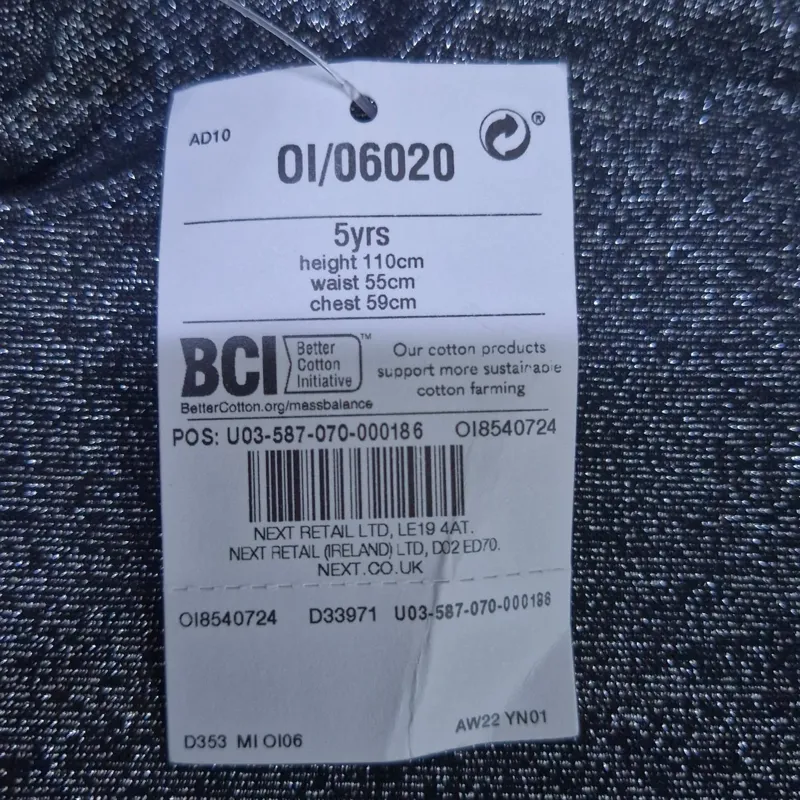 AD10
®
OI/06020
5yrs
height 110cm
waist 55cm
chest 59cm
BCI Better Cotton Initiative ™
BetterCotton.org/massbalance
Our cotton products
support more sustainable
cotton farming
POS: U03-587-070-000186 OI8540724
NEXT RETAIL LTD, LE19 4AT.
NEXT RETAIL (IRELAND) LTD, D02 ED70.
NEXT.CO.UK
OI8540724 D33971 U03-587-070-000186
D353 MI OI06
AW22 YN01